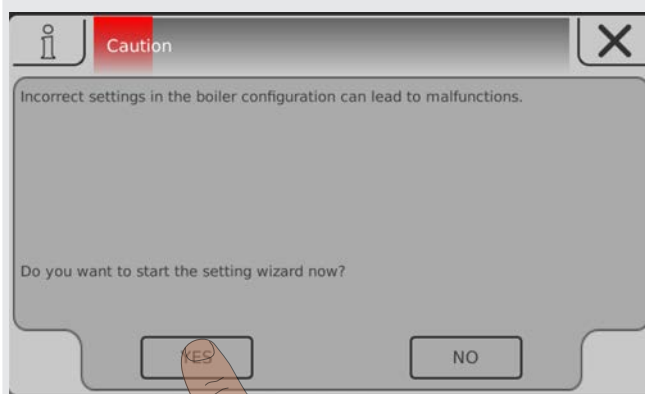 Caution
Incorrect settings in the boiler configuration can lead to malfunctions.
Do you want to start the setting wizard now?
YES
NO